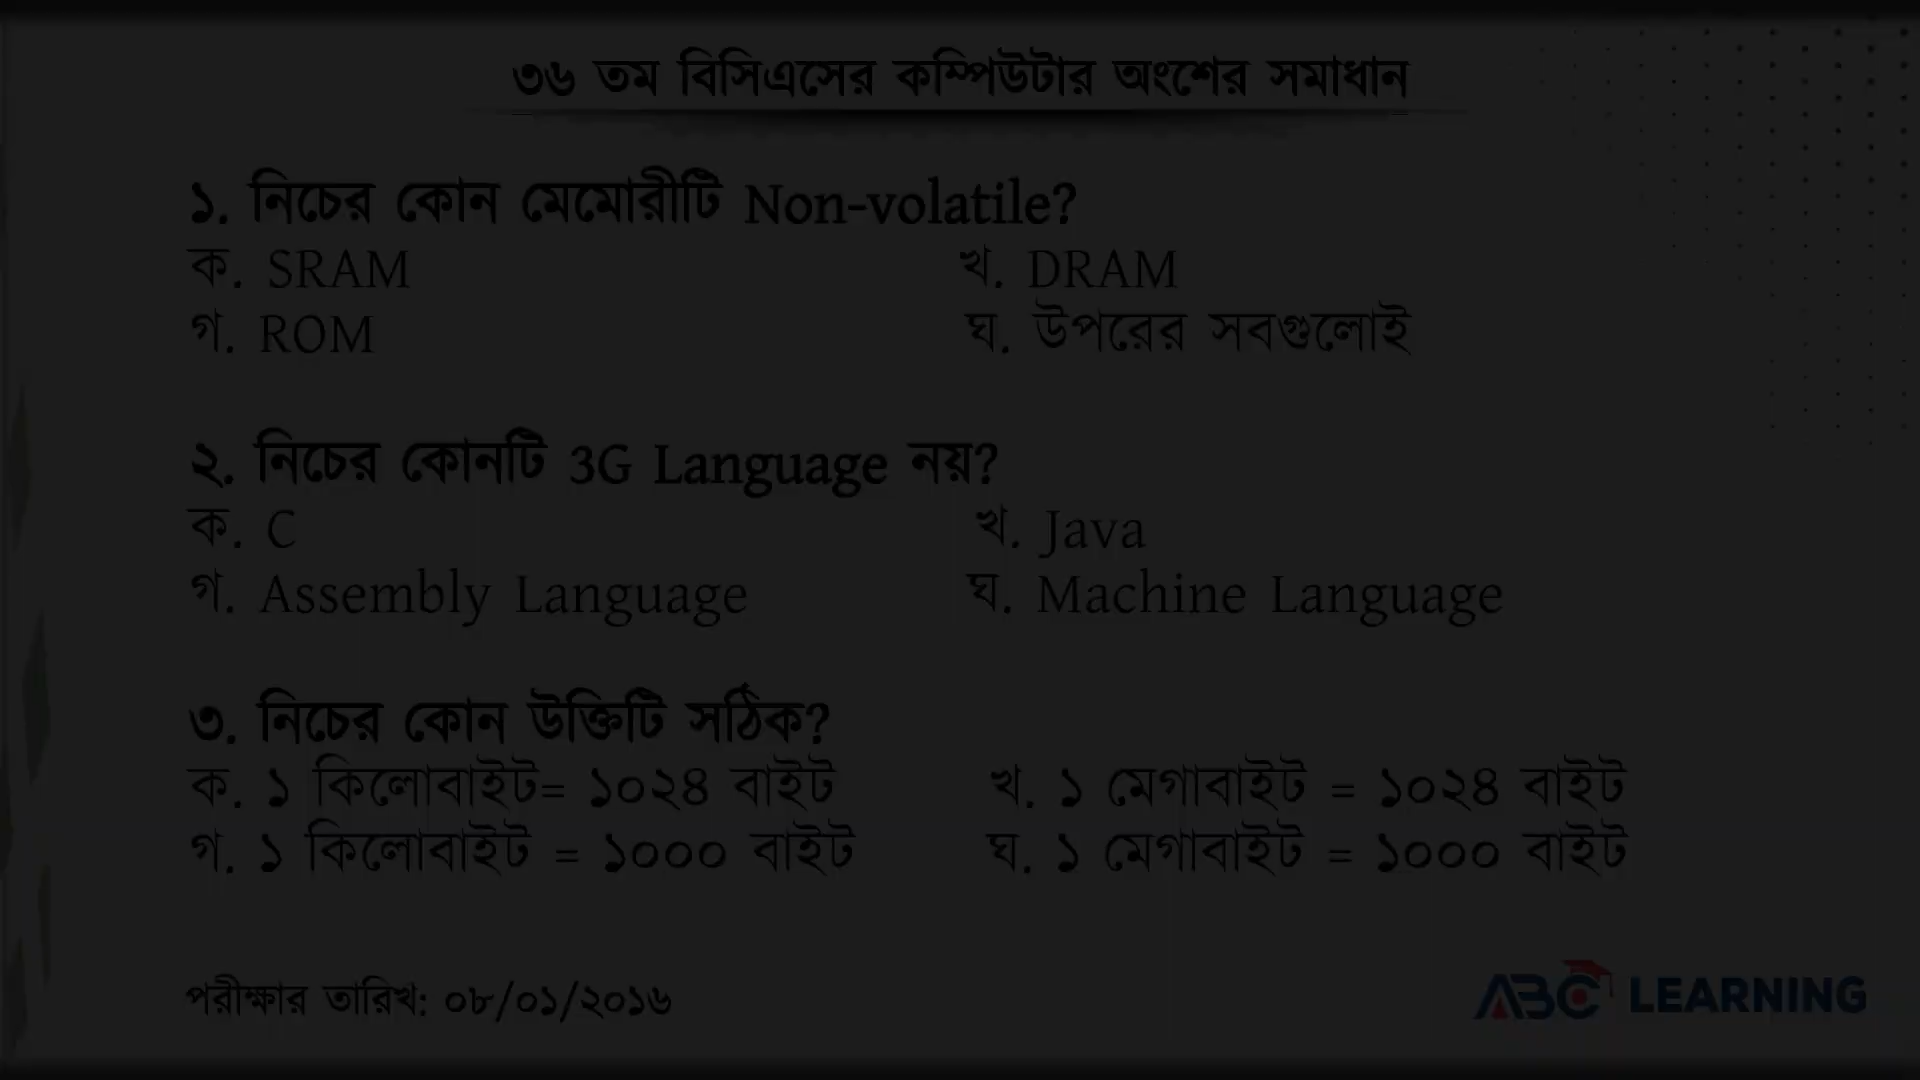 ৩৬ তম বিসিএসের কম্পিউটার অংশের সমাধান
১. নিচের কোন মেমোরীটি Non-volatile?
ক. SRAM খ. DRAM
গ. ROM ঘ. উপরের সবগুলোই
২. নিচের কোনটি 3G Language নয়?
ক. C খ. Java
গ. Assembly Language ঘ. Machine Language
৩. নিচের কোন উক্তিটি সঠিক?
ক. ১ কিলোবাইট= ১০২৪ বাইট খ. ১ মেগাবাইট = ১০২৪ বাইট
গ. ১ কিলোবাইট = ১০০০ বাইট ঘ. ১ মেগাবাইট = ১০০০ বাইট
পরীক্ষার তারিখ: ০৮/০১/২০১৬
ABC LEARNING